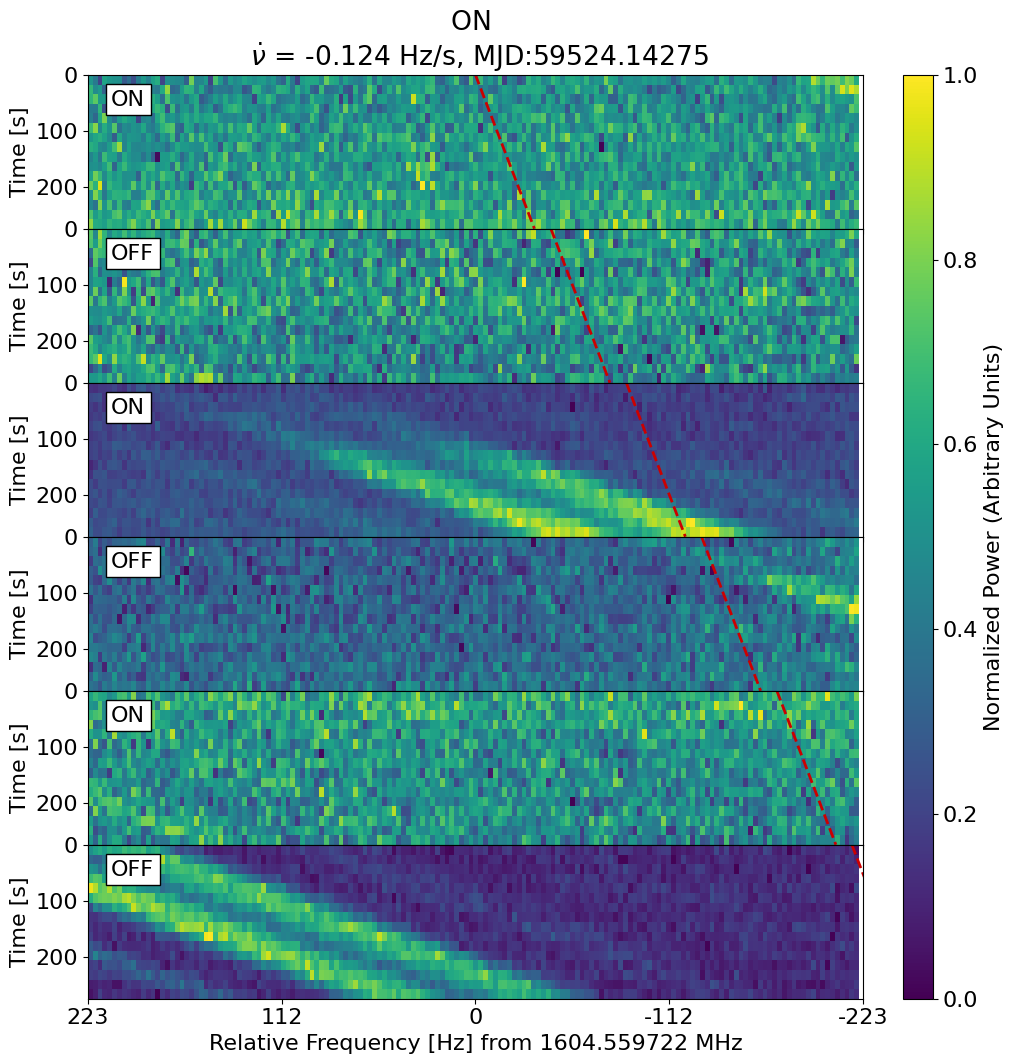 ON
ν̇ = -0.124 Hz/s, MJD:59524.14275
0
ON
100
200
Time [s]
0
OFF
100
200
Time [s]
0
ON
100
200
Time [s]
0
OFF
100
200
Time [s]
0
ON
100
200
Time [s]
0
OFF
100
200
Time [s]
223 112 0 -112 -223
Relative Frequency [Hz] from 1604.559722 MHz
1.0
0.8
0.6
0.4
0.2
0.0
Normalized Power (Arbitrary Units)